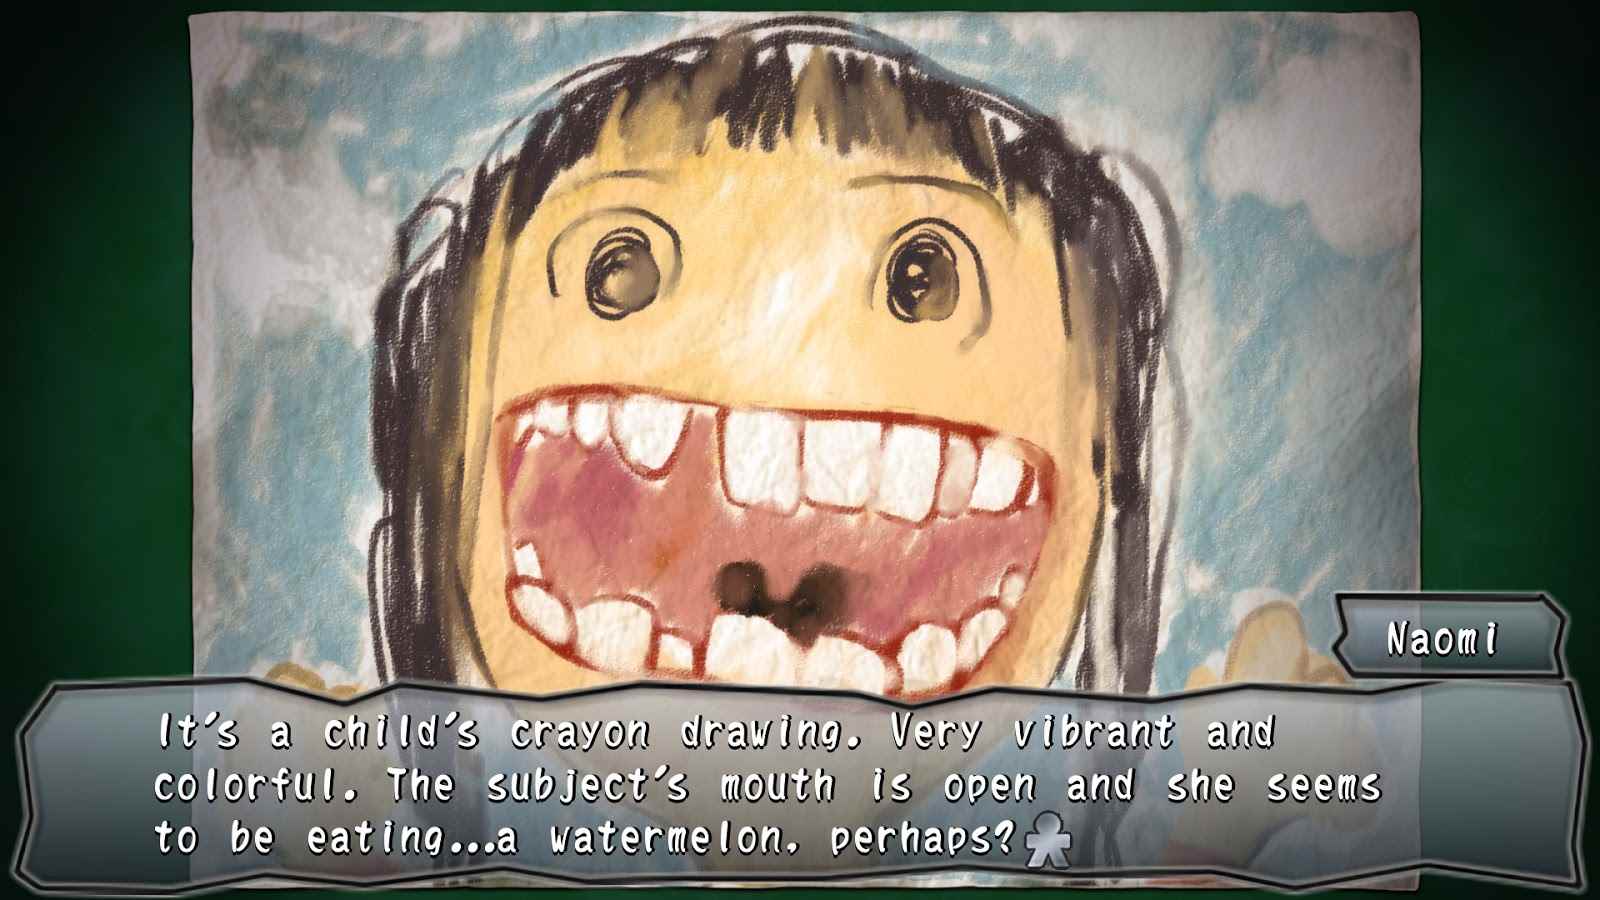 Naomi
It's a child's crayon drawing. Very vibrant and
colorful. The subject's mouth is open and she seems
to be eating...a watermelon, perhaps?